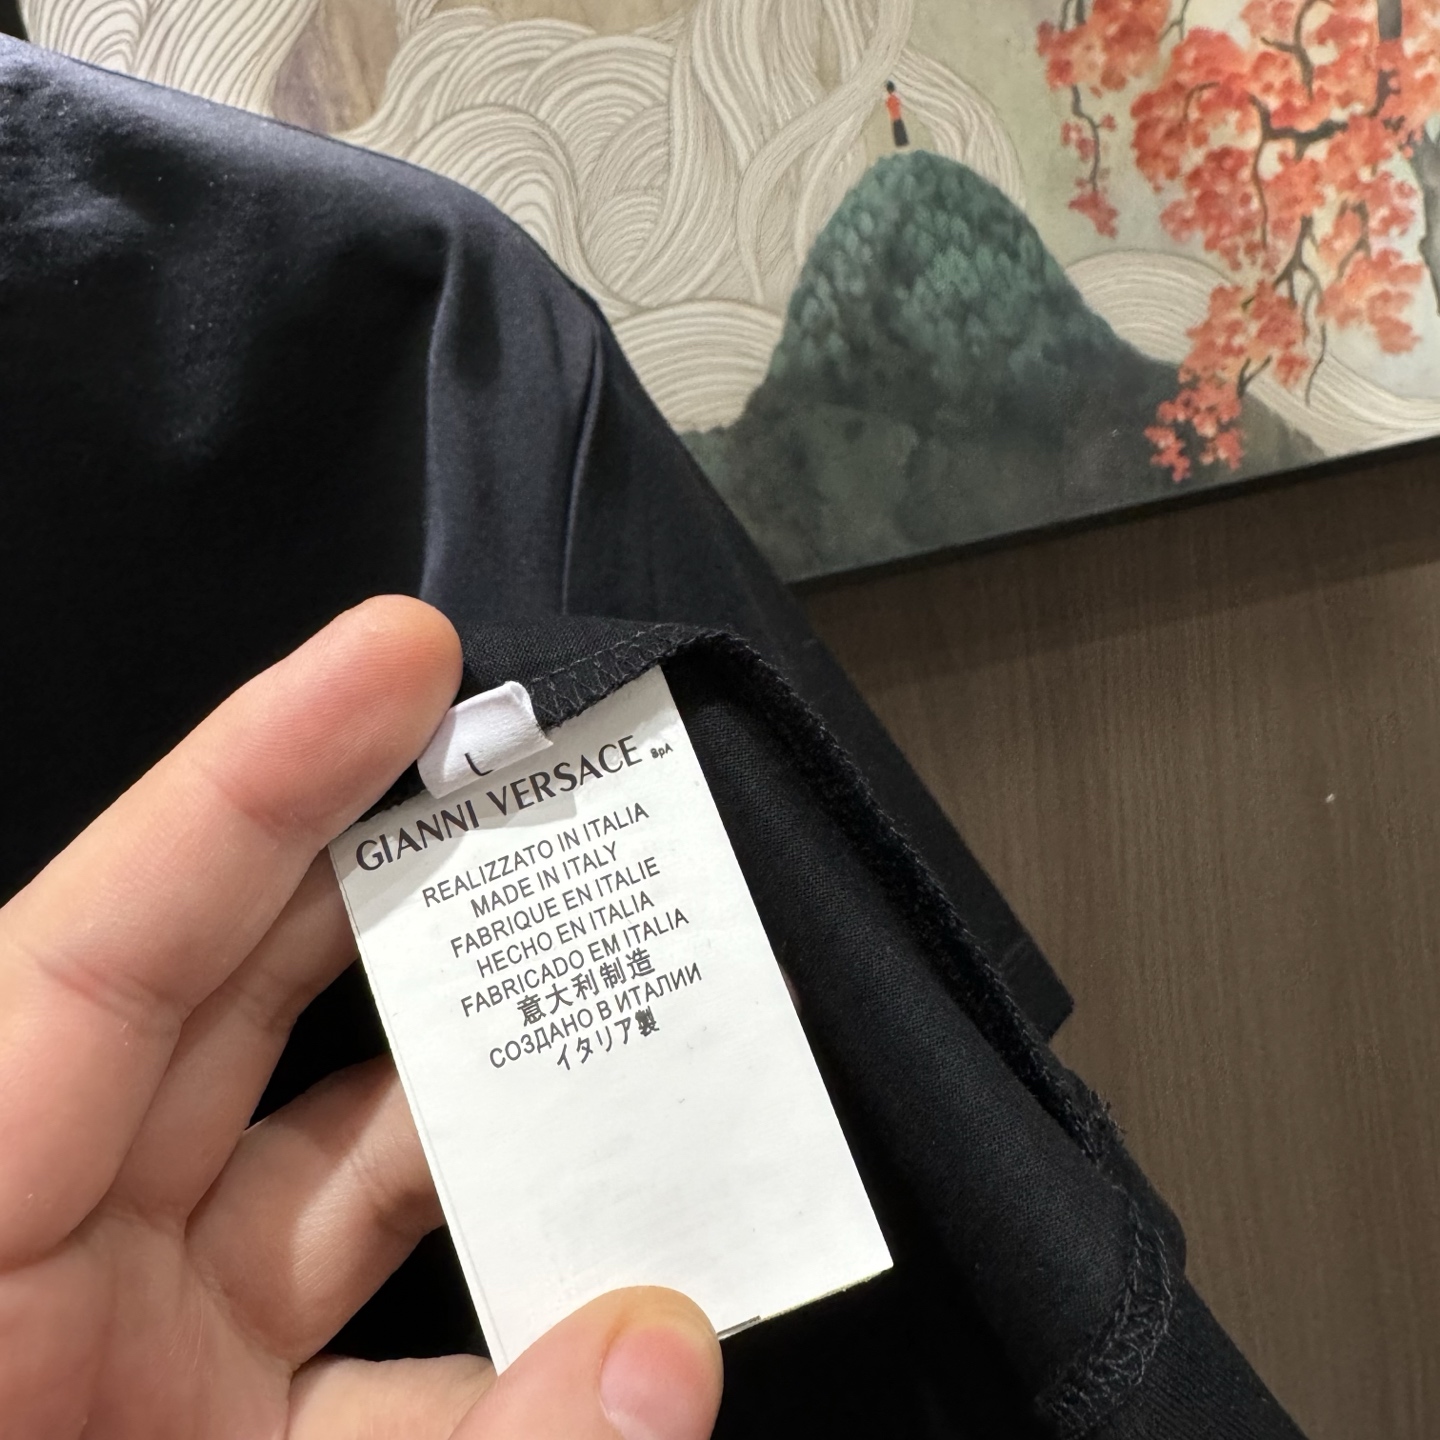 L
GIANNI VERSACE SpA
REALIZZATO IN ITALIA
MADE IN ITALY
FABRIQUE EN ITALIE
HECHO EN ITALIA
FABRICADO EM ITALIA
意大利制造
СОЗДАНО В ИТАЛИИ
イタリア製